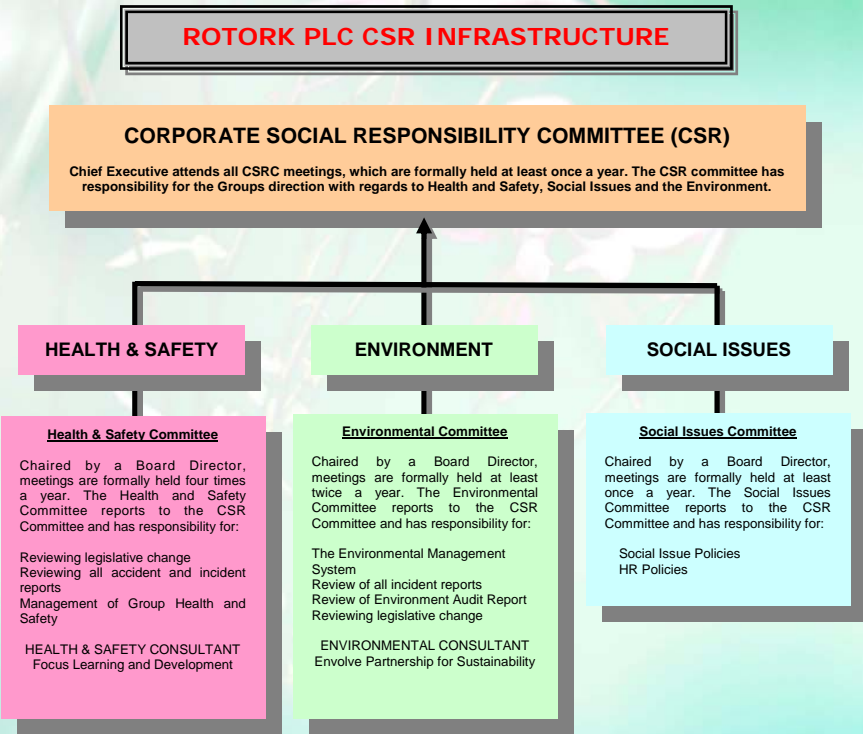 ROTORK PLC CSR INFRASTRUCTURE
CORPORATE SOCIAL RESPONSIBILITY COMMITTEE (CSR)
Chief Executive attends all CSRC meetings, which are formally held at least once a year. The CSR committee has
responsibility for the Groups direction with regards to Health and Safety, Social Issues and the Environment.
HEALTH & SAFETY
Health & Safety Committee
Chaired by a Board Director,
meetings are formally held four times
a year. The Health and Safety
Committee reports to the CSR
Committee and has responsibility for:
Reviewing legislative change
Reviewing all accident and incident
reports
Management of Group Health and
Safety
HEALTH & SAFETY CONSULTANT
Focus Learning and Development
ENVIRONMENT
Environmental Committee
Chaired by a Board Director,
meetings are formally held at least
twice a year. The Environmental
Committee reports to the CSR
Committee and has responsibility for:
The Environmental Management
System
Review of all incident reports
Review of Environment Audit Report
Reviewing legislative change
ENVIRONMENTAL CONSULTANT
Envolve Partnership for Sustainability
SOCIAL ISSUES
Social Issues Committee
Chaired by a Board Director,
meetings are formally held at least
once a year. The Social Issues
Committee reports to the CSR
Committee and has responsibility for:
Social Issue Policies
HR Policies